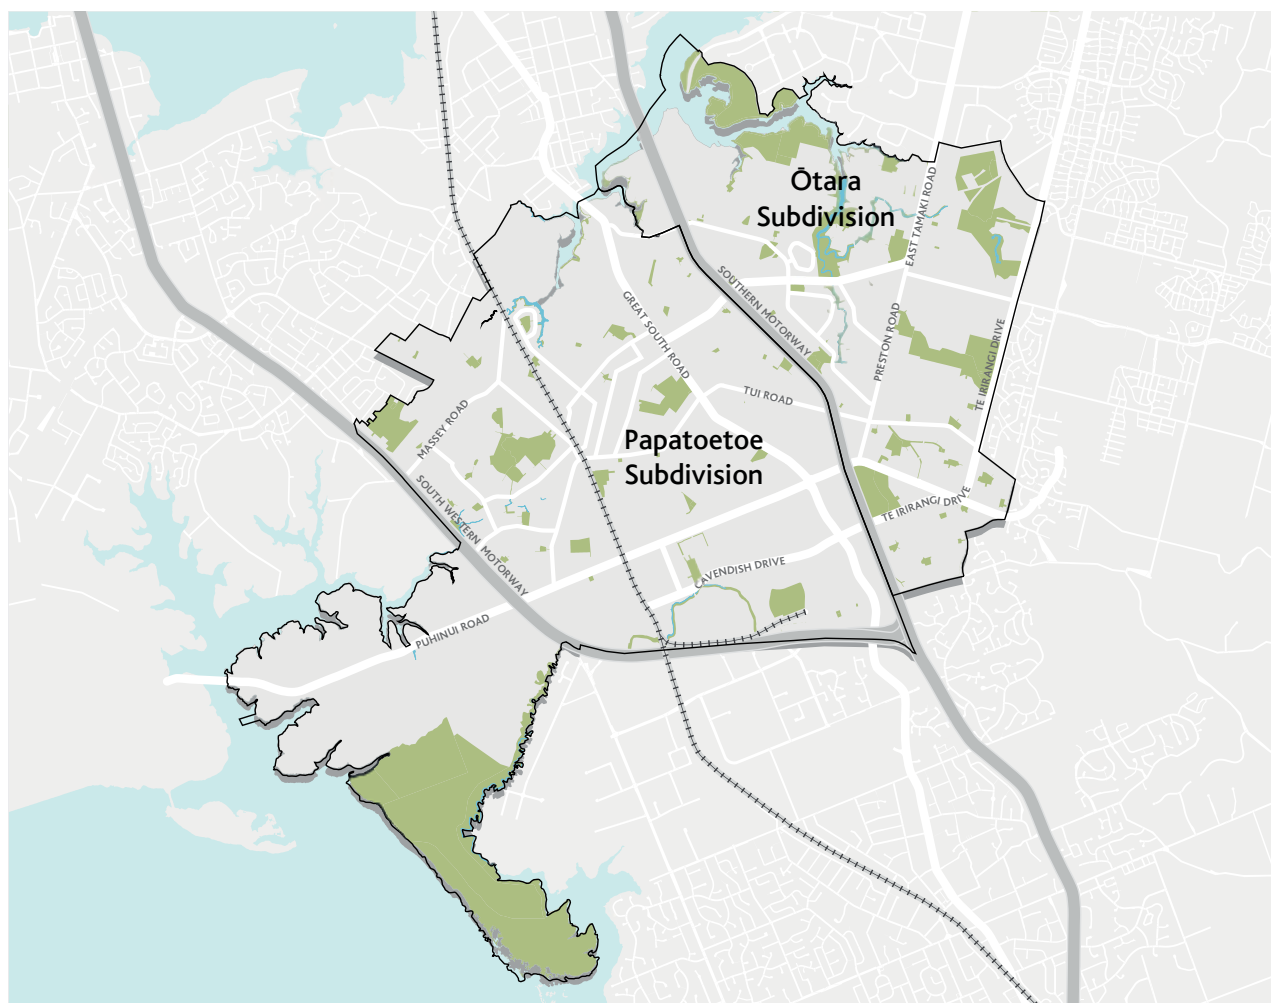 Ōtara
Subdivision
EAST TAMAKI ROAD
SOUTHERN MOTORWAY
GREAT SOUTH ROAD
PRESTON ROAD
TE IRIRANGI DRIVE
TUI ROAD
MASSEY ROAD
Papatoetoe
Subdivision
SOUTH WESTERN MOTORWAY
TE IRIRANGI DRIVE
CAVENDISH DRIVE
PUHINUI ROAD